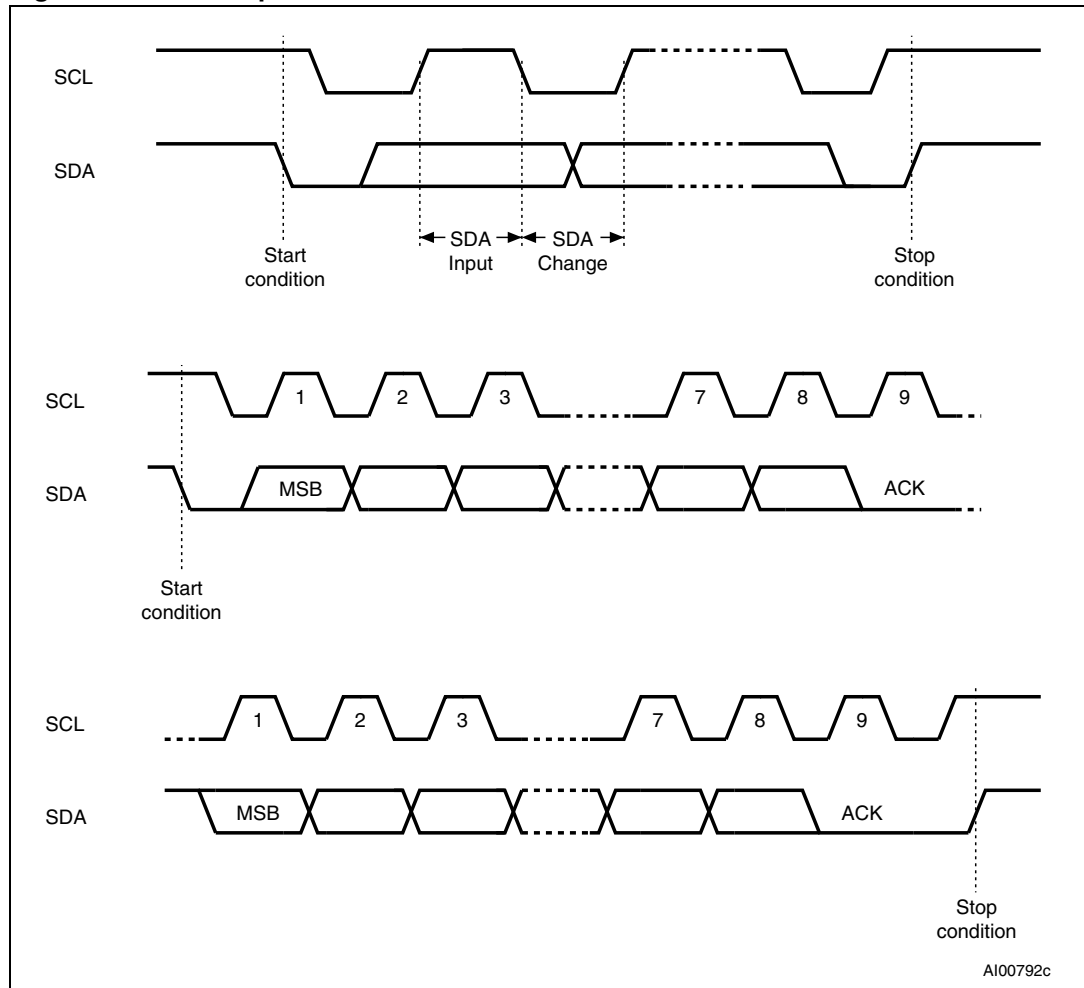 SCL
SDA
Start
condition
SDA
Input
SDA
Change
Stop
condition
SCL
1 2 3 7 8 9
SDA
MSB
ACK
Start
condition
SCL
1 2 3 7 8 9
SDA
MSB
ACK
Stop
condition
AI00792c